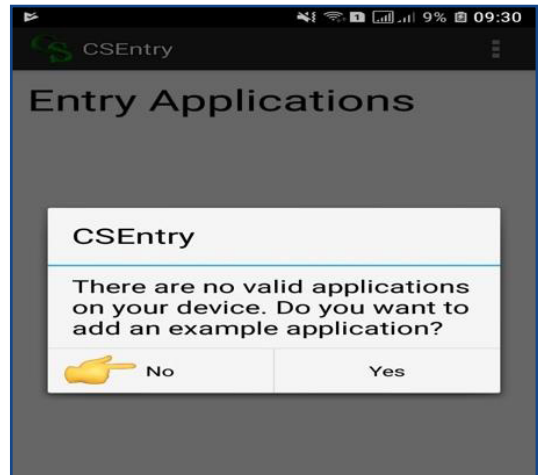 9% 09:30
CSEntry
Entry Applications
CSEntry
There are no valid applications
on your device. Do you want to
add an example application?
No Yes